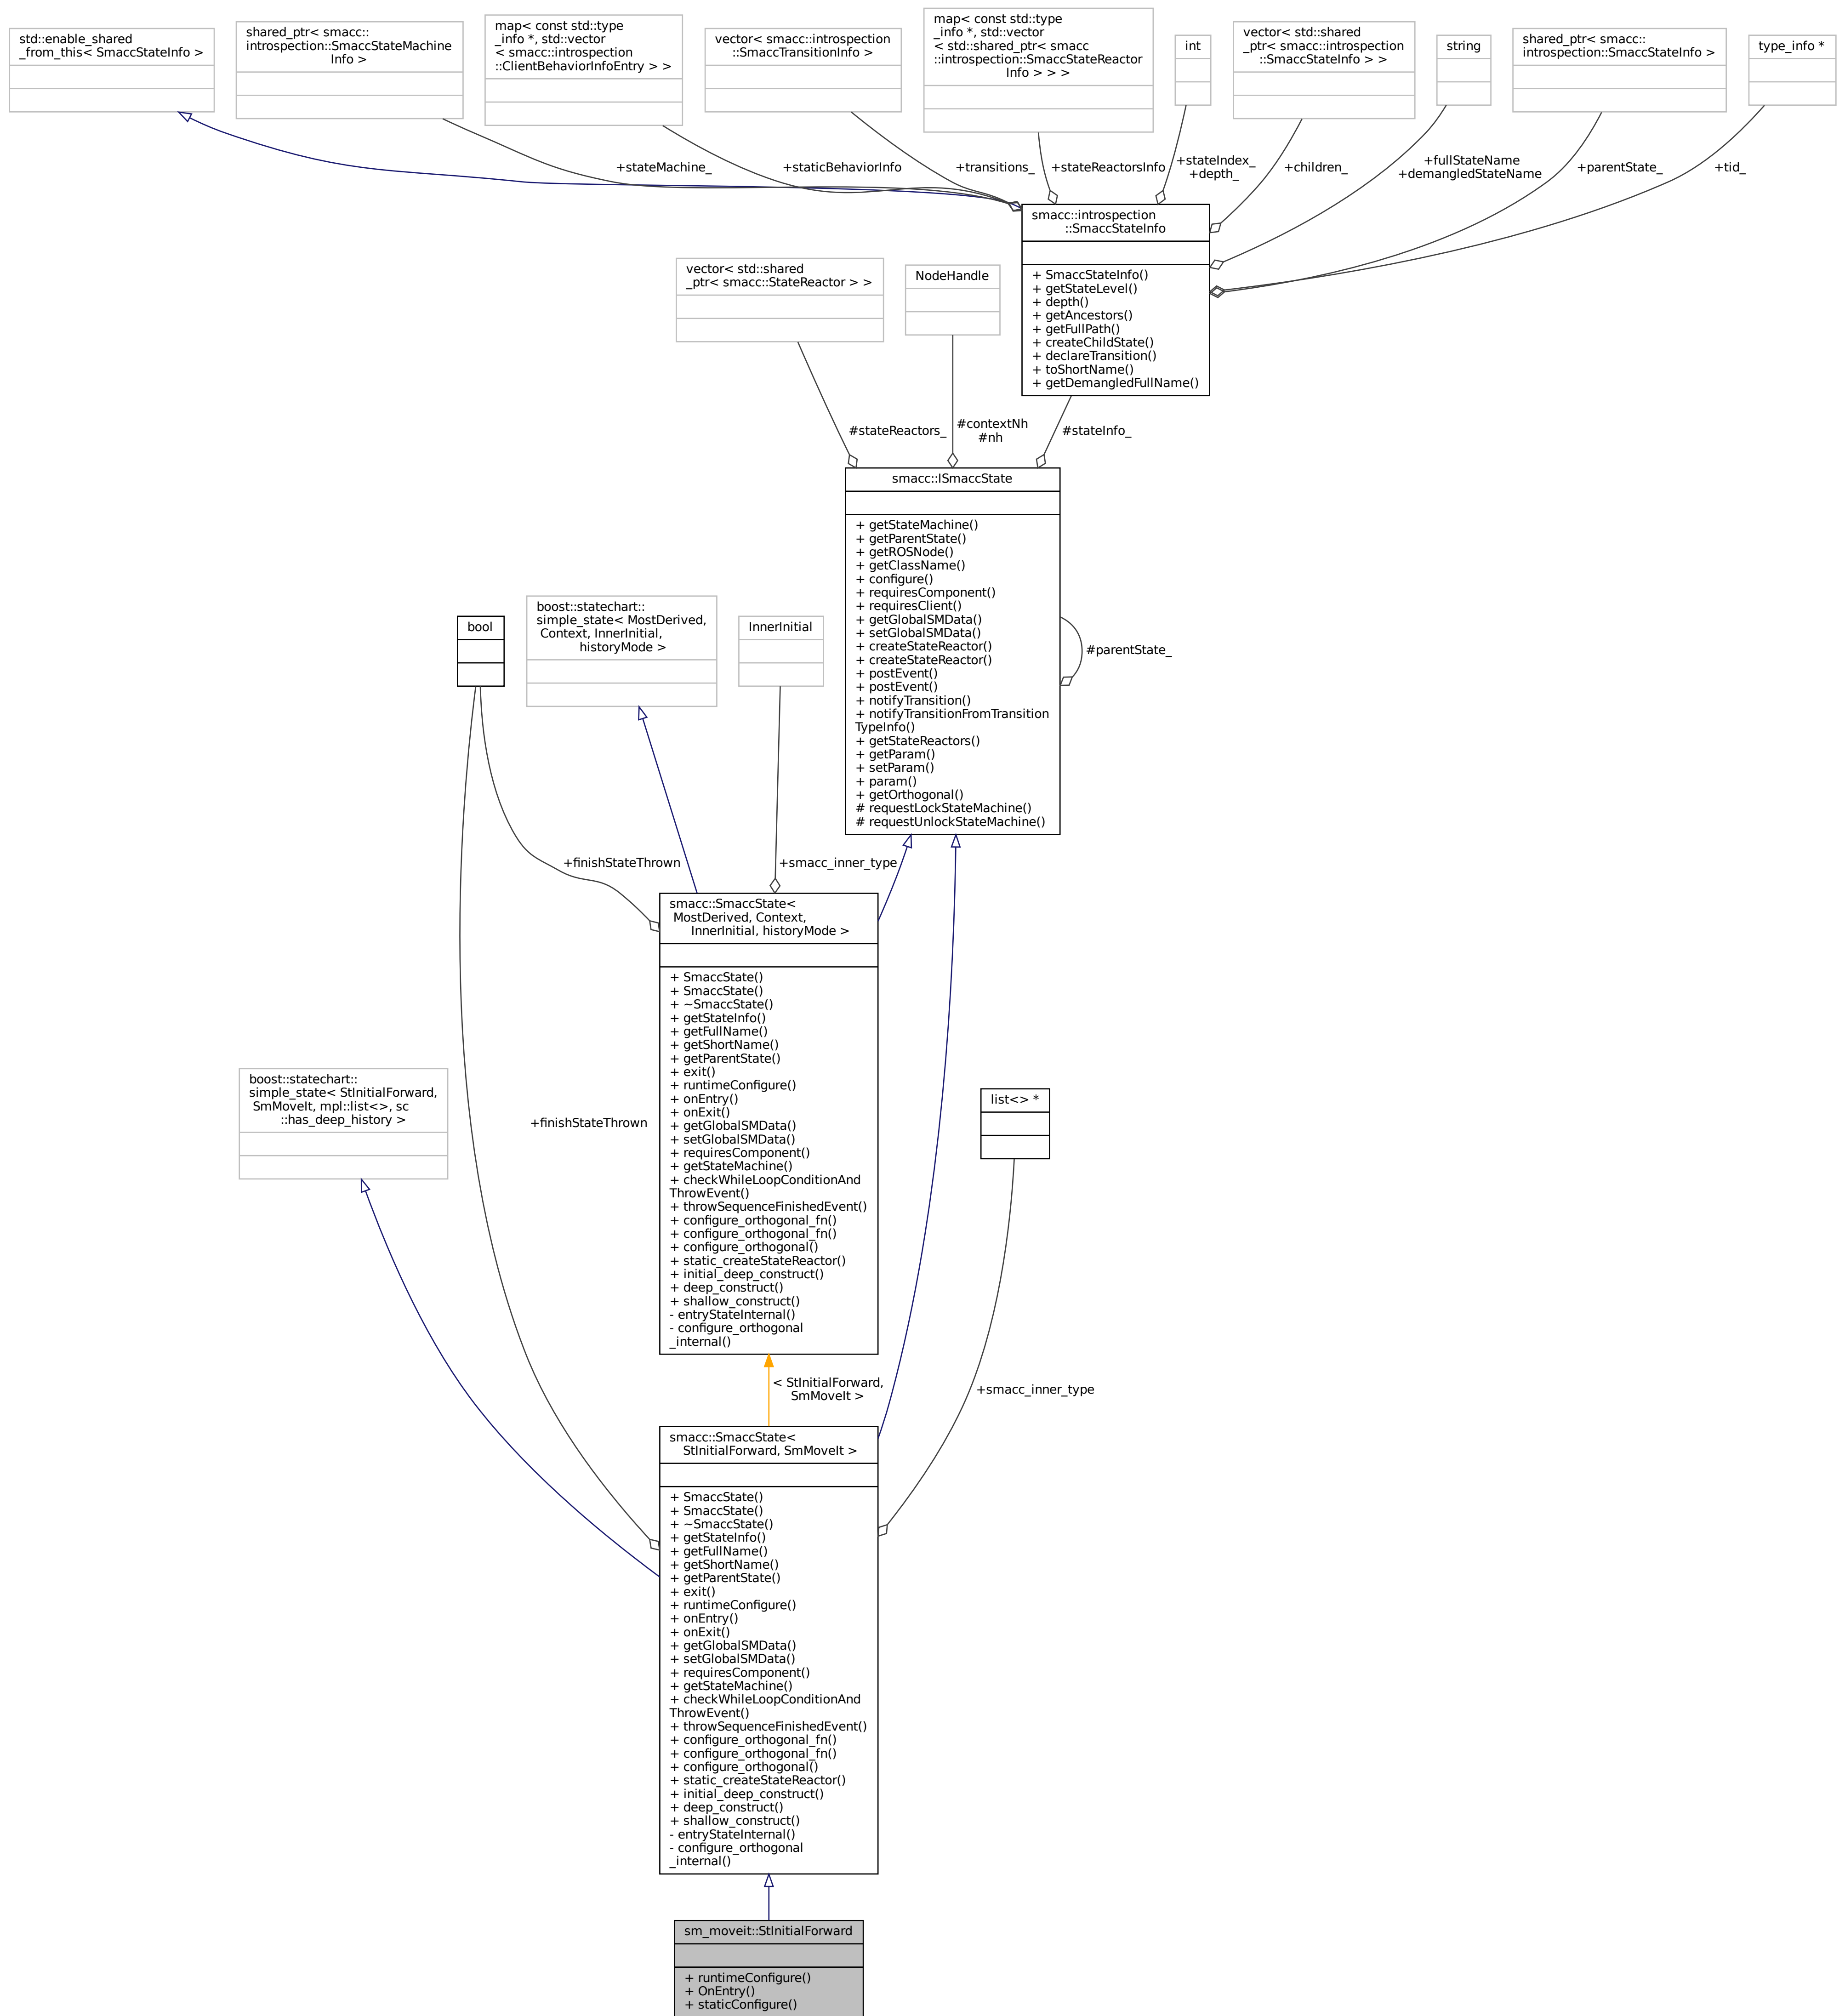 std::enable_shared
_from_this< SmaccStateInfo >
shared_ptr< smacc::
introspection::SmaccStateMachine
Info >
map< const std::type
_info *, std::vector
< smacc::introspection
::ClientBehaviorInfoEntry > >
vector< smacc::introspection
::SmaccTransitionInfo >
map< const std::type
_info *, std::vector
< std::shared_ptr< smacc
::introspection::SmaccStateReactor
Info > > >
int
vector< std::shared
_ptr< smacc::introspection
::SmaccStateInfo > >
string
shared_ptr< smacc::
introspection::SmaccStateInfo >
type_info *
+stateMachine_
+staticBehaviorInfo
+transitions_
+stateReactorsInfo
+stateIndex_
+depth_
+children_
+fullStateName
+demangledStateName
+parentState_
+tid_
smacc::introspection
::SmaccStateInfo
+ SmaccStateInfo()
+ getStateLevel()
+ depth()
+ getAncestors()
+ getFullPath()
+ createChildState()
+ declareTransition()
+ toShortName()
+ getDemangledFullName()
vector< std::shared
_ptr< smacc::StateReactor > >
NodeHandle
#stateReactors_
#contextNh
#nh
#stateInfo_
smacc::ISmaccState
+ getStateMachine()
+ getParentState()
+ getROSNode()
+ getClassName()
+ configure()
+ requiresComponent()
+ requiresClient()
+ getGlobalSMData()
+ setGlobalSMData()
+ createStateReactor()
+ createStateReactor()
+ postEvent()
+ postEvent()
+ notifyTransition()
+ notifyTransitionFromTransition
TypeInfo()
+ getStateReactors()
+ getParam()
+ setParam()
+ param()
+ getOrthogonal()
# requestLockStateMachine()
# requestUnlockStateMachine()
#parentState_
bool
boost::statechart::
simple_state< MostDerived,
Context, InnerInitial,
historyMode >
InnerInitial
+finishStateThrown
+smacc_inner_type
smacc::SmaccState<
MostDerived, Context,
InnerInitial, historyMode >
+ SmaccState()
+ SmaccState()
+ ~SmaccState()
+ getStateInfo()
+ getFullName()
+ getShortName()
+ getParentState()
+ exit()
+ runtimeConfigure()
+ onEntry()
+ onExit()
+ getGlobalSMData()
+ setGlobalSMData()
+ requiresComponent()
+ getStateMachine()
+ checkWhileLoopConditionAnd
ThrowEvent()
+ throwSequenceFinishedEvent()
+ configure_orthogonal_fn()
+ configure_orthogonal_fn()
+ configure_orthogonal()
+ static_createStateReactor()
+ initial_deep_construct()
+ deep_construct()
+ shallow_construct()
- entryStateInternal()
- configure_orthogonal
_internal()
boost::statechart::
simple_state< StInitialForward,
SmMoveIt, mpl::list<>, sc
::has_deep_history >
+finishStateThrown
list<> *
< StInitialForward,
SmMoveIt >
+smacc_inner_type
smacc::SmaccState<
StInitialForward, SmMoveIt >
+ SmaccState()
+ SmaccState()
+ ~SmaccState()
+ getStateInfo()
+ getFullName()
+ getShortName()
+ getParentState()
+ exit()
+ runtimeConfigure()
+ onEntry()
+ onExit()
+ getGlobalSMData()
+ setGlobalSMData()
+ requiresComponent()
+ getStateMachine()
+ checkWhileLoopConditionAnd
ThrowEvent()
+ throwSequenceFinishedEvent()
+ configure_orthogonal_fn()
+ configure_orthogonal_fn()
+ configure_orthogonal()
+ static_createStateReactor()
+ initial_deep_construct()
+ deep_construct()
+ shallow_construct()
- entryStateInternal()
- configure_orthogonal
_internal()
sm_moveit::StInitialForward
+ runtimeConfigure()
+ OnEntry()
+ staticConfigure()